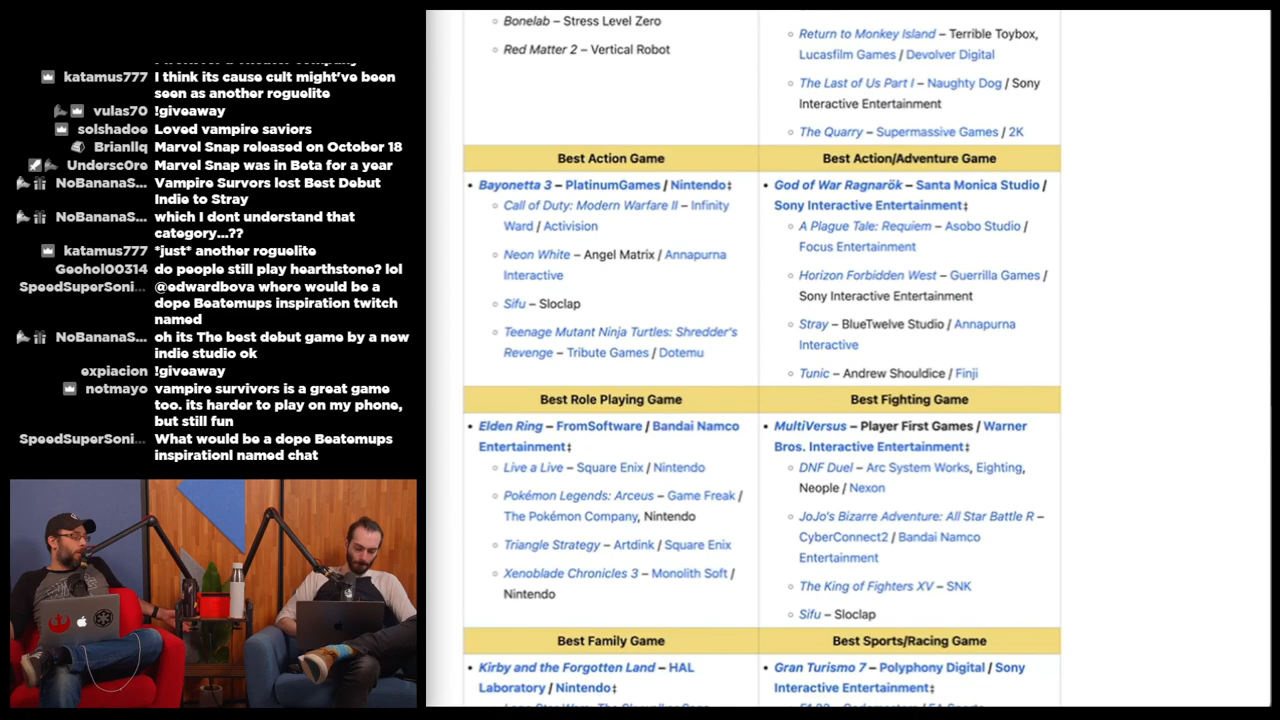 katamus777 I think its cause cult might've been
seen as another roguelite
vulas70 !giveaway
solshadoo Loved vampire saviors
Brianllq Marvel Snap released on October 18
Undersc0re Marvel Snap was in Beta for a year
NoBananaS... Vampire Survors lost Best Debut
Indie to Stray
NoBananaS... which I dont understand that
category...??
katamus777 *just* another roguelite
Geohol00314 do people still play hearthstone? lol
SpeedSuperSoni... @edwardbova where would be a
dope Beatemups inspiration twitch
named
NoBananaS... oh its The best debut game by a new
indie studio ok
expiacion !giveaway
notmayo vampire survivors is a great game
too. its harder to play on my phone,
but still fun
SpeedSuperSoni... What would be a dope Beatemups
inspirationl named chat
Bonelab – Stress Level Zero
Red Matter 2 – Vertical Robot
Return to Monkey Island – Terrible Toybox,
Lucasfilm Games / Devolver Digital
The Last of Us Part I – Naughty Dog / Sony
Interactive Entertainment
The Quarry – Supermassive Games / 2K
Best Action Game
Bayonetta 3 – PlatinumGames / Nintendo‡
Call of Duty: Modern Warfare II – Infinity
Ward / Activision
Neon White – Angel Matrix / Annapurna
Interactive
Sifu – Sloclap
Teenage Mutant Ninja Turtles: Shredder's
Revenge – Tribute Games / Dotemu
Best Action/Adventure Game
God of War Ragnarök – Santa Monica Studio /
Sony Interactive Entertainment‡
A Plague Tale: Requiem – Asobo Studio /
Focus Entertainment
Horizon Forbidden West – Guerrilla Games /
Sony Interactive Entertainment
Stray – BlueTwelve Studio / Annapurna
Interactive
Tunic – Andrew Shouldice / Finji
Best Role Playing Game
Elden Ring – FromSoftware / Bandai Namco
Entertainment‡
Live a Live – Square Enix / Nintendo
Pokémon Legends: Arceus – Game Freak /
The Pokémon Company, Nintendo
Triangle Strategy – Artdink / Square Enix
Xenoblade Chronicles 3 – Monolith Soft /
Nintendo
Best Fighting Game
MultiVersus – Player First Games / Warner
Bros. Interactive Entertainment‡
DNF Duel – Arc System Works, Eighting,
Neople / Nexon
JoJo's Bizarre Adventure: All Star Battle R –
CyberConnect2 / Bandai Namco
Entertainment
The King of Fighters XV – SNK
Sifu – Sloclap
Best Family Game
Kirby and the Forgotten Land – HAL
Laboratory / Nintendo‡
Best Sports/Racing Game
Gran Turismo 7 – Polyphony Digital / Sony
Interactive Entertainment‡